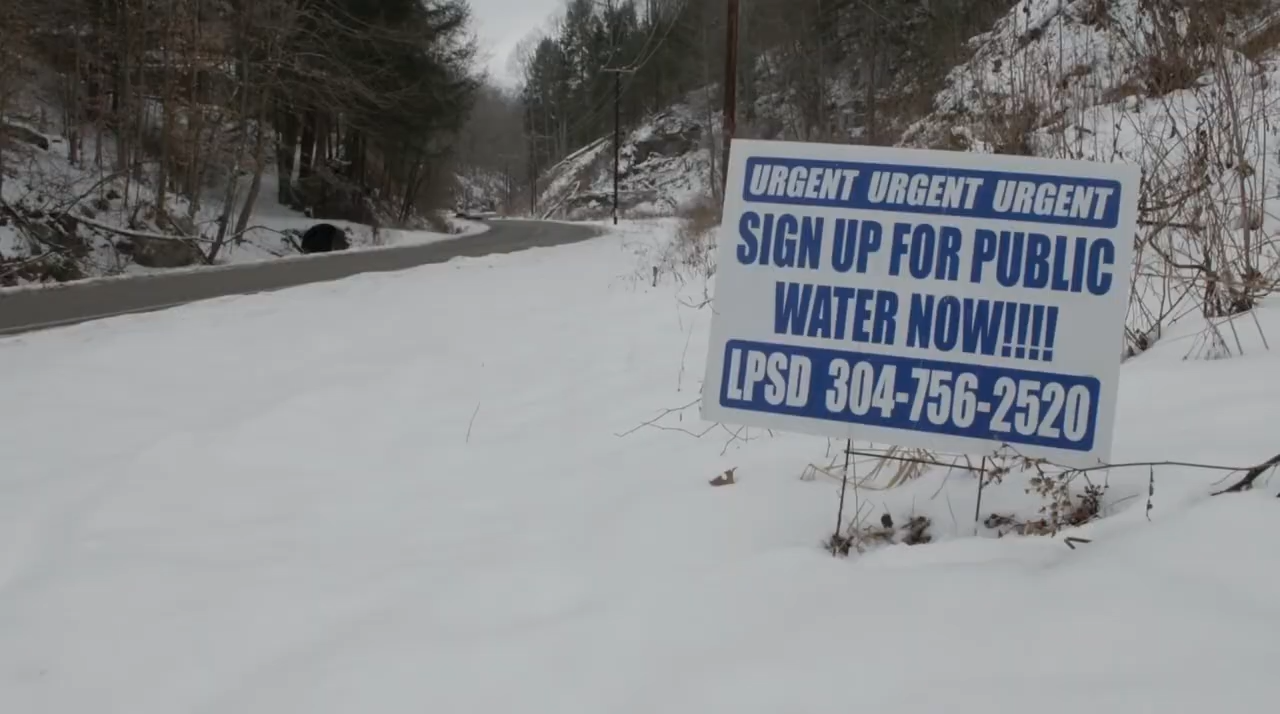 URGENT URGENT URGENT
SIGN UP FOR PUBLIC
WATER NOW!!!!
LPSD 304-756-2520